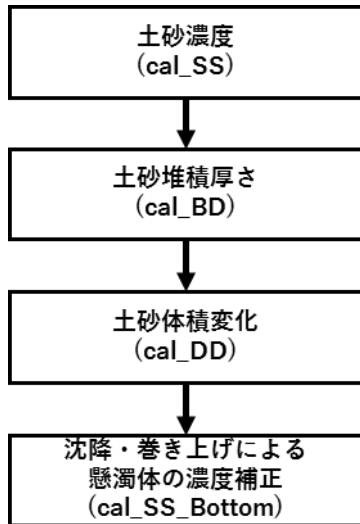 土砂濃度
(cal_SS)
土砂堆積厚さ
(cal_BD)
土砂体積変化
(cal_DD)
沈降・巻き上げによる
懸濁体の濃度補正
(cal_SS_Bottom)